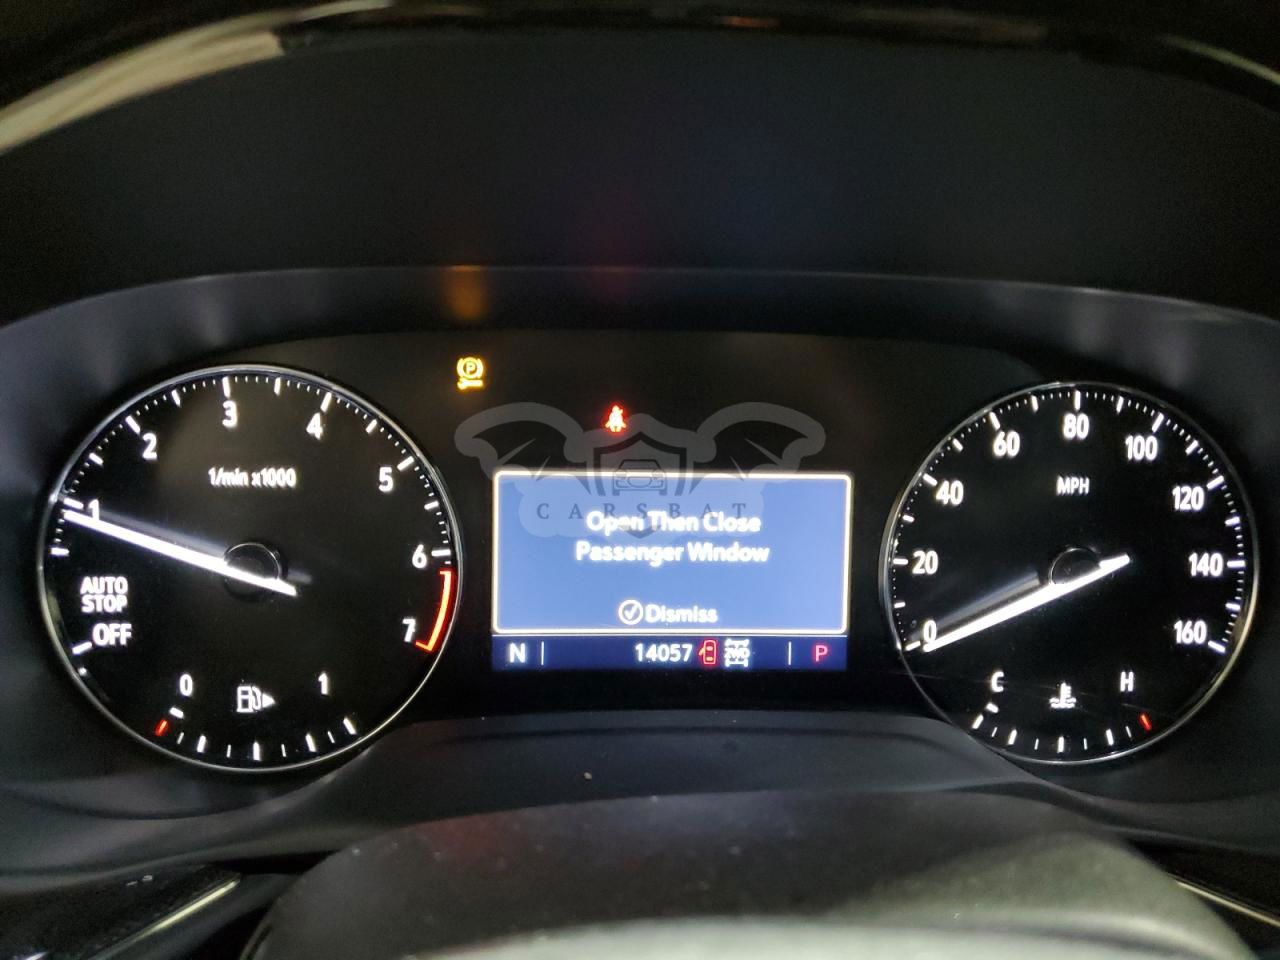 3
4
2
5
1/min x1000
1
6
AUTO
STOP
OFF
7
0
1
P
CARSBAT
Open Then Close
Passenger Window
Dismiss
N
14057
2WD
P
60
80
100
40
MPH
120
20
140
0
160
C
H